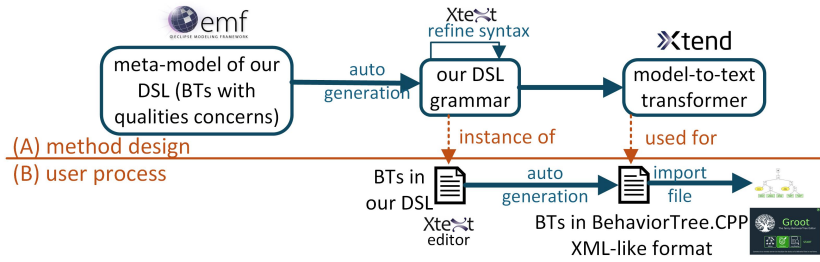 emf
ECLIPSE MODELING FRAMEWORK
Xtext
refine syntax
Xtend
meta-model of our
DSL (BTs with
qualities concerns)
auto
generation
our DSL
grammar
model-to-text
transformer
instance of
used for
(A) method design
(B) user process
BTs in
our DSL
Xtext
editor
auto
generation
import
file
BTs in BehaviorTree.CPP
XML-like format
Groot